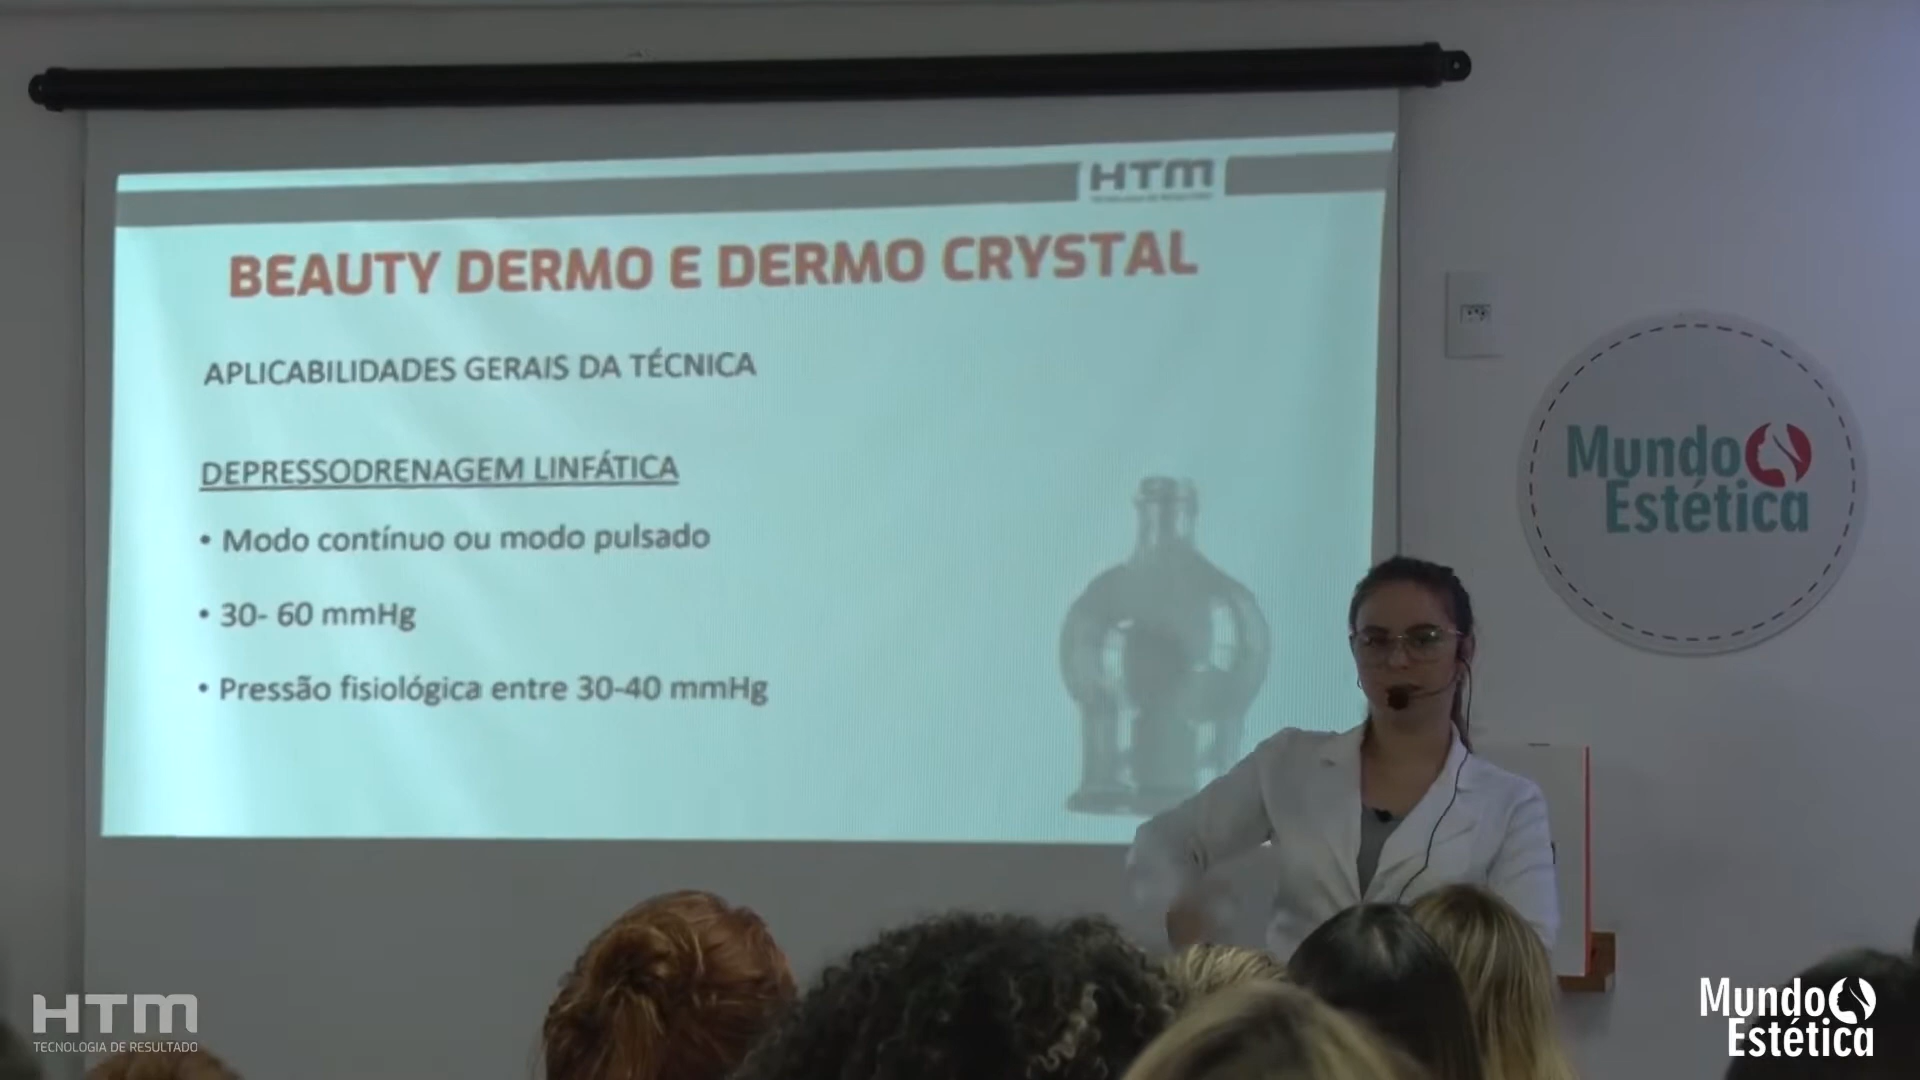 HTM
BEAUTY DERMO E DERMO CRYSTAL
APLICABILIDADES GERAIS DA TÉCNICA
DEPRESSODRENAGEM LINFÁTICA
• Modo contínuo ou modo pulsado
• 30- 60 mmHg
• Pressão fisiológica entre 30-40 mmHg
Mundo
Estética
HTM
TECNOLOGIA DE RESULTADO
Mundo
Estética